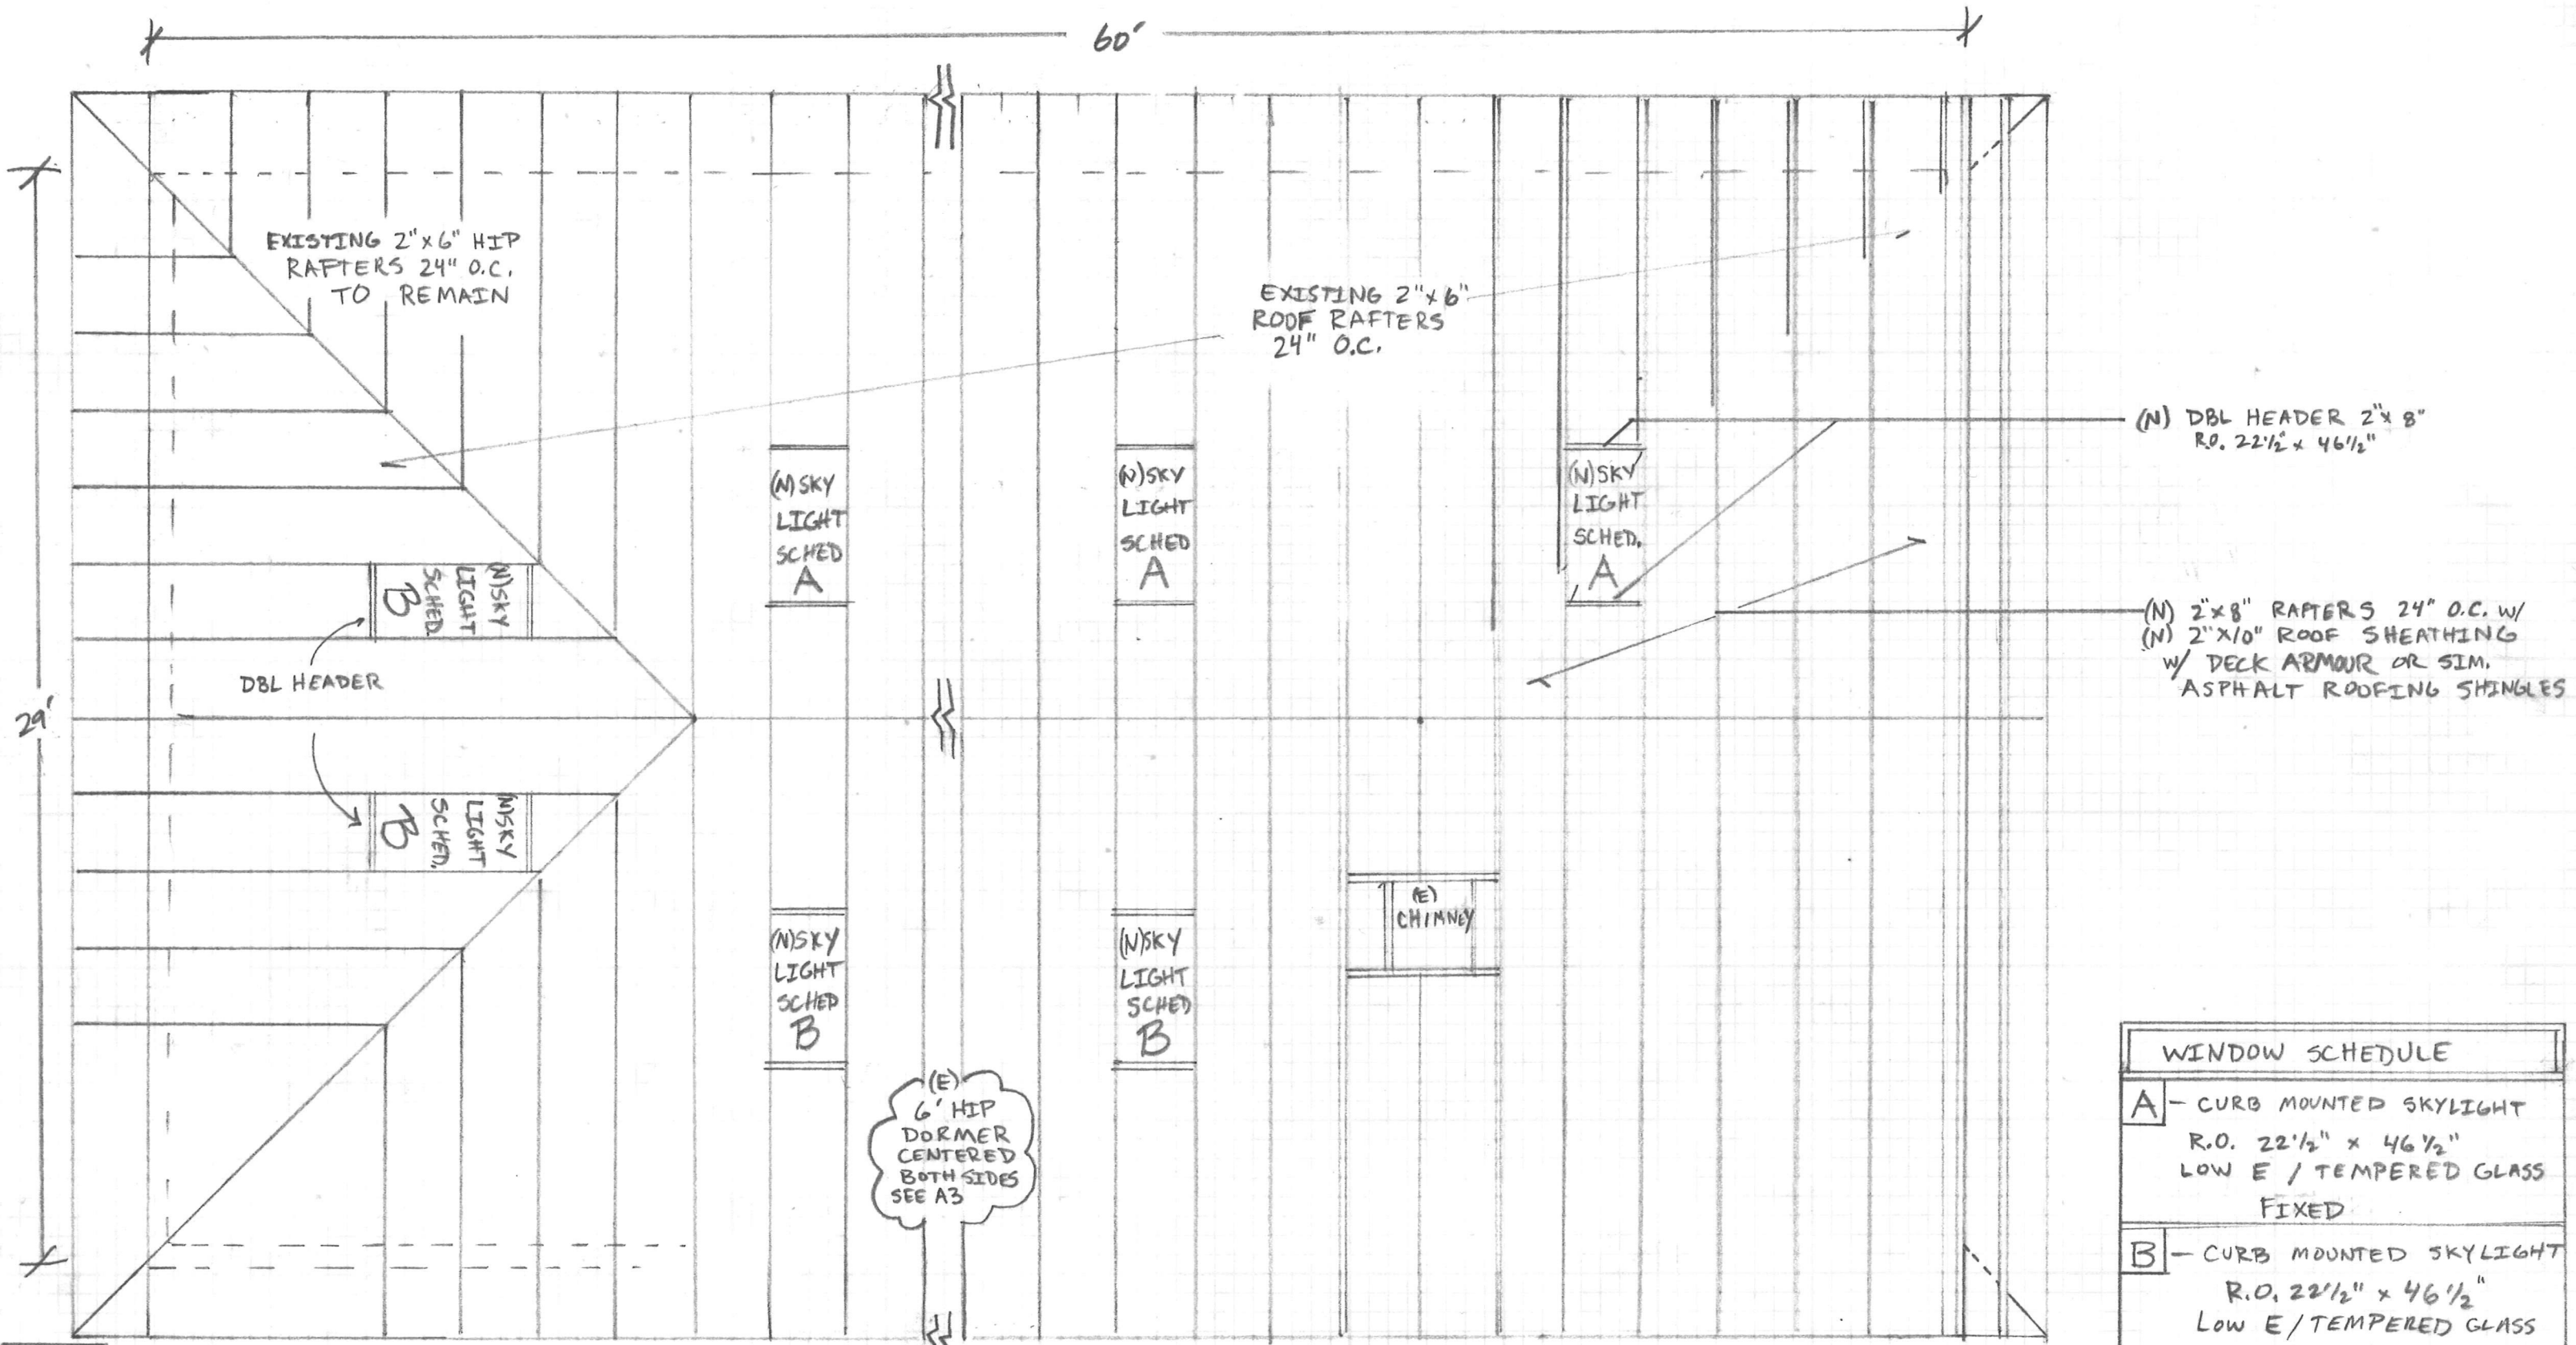 60'
EXISTING 2"x6" HIP
RAFTERS 24" O.C.
TO REMAIN
EXISTING 2"x6"
ROOF RAFTERS
24" O.C.
(N) DBL HEADER 2"x 8"
R.O. 22½" x 46½"
(N)SKY
LIGHT
SCHED
A
(N)SKY
LIGHT
SCHED
A
(N)SKY
LIGHT
SCHED.
A
(N)SKY
LIGHT
SCHED.
B
DBL HEADER
29'
(N) 2"x8" RAFTERS 24" O.C. w/
(N) 2"x10" ROOF SHEATHING
w/ DECK ARMOUR OR SIM.
ASPHALT ROOFING SHINGLES
(N)SKY
LIGHT
SCHED.
B
(N)SKY
LIGHT
SCHED
B
(N)SKY
LIGHT
SCHED
B
(E)
CHIMNEY
(E)
6' HIP
DORMER
CENTERED
BOTH SIDES
SEE A3
WINDOW SCHEDULE
A - CURB MOUNTED SKYLIGHT
R.O. 22½" x 46½"
LOW E / TEMPERED GLASS
FIXED
B - CURB MOUNTED SKYLIGHT
R.O. 22½" x 46½"
LOW E / TEMPERED GLASS